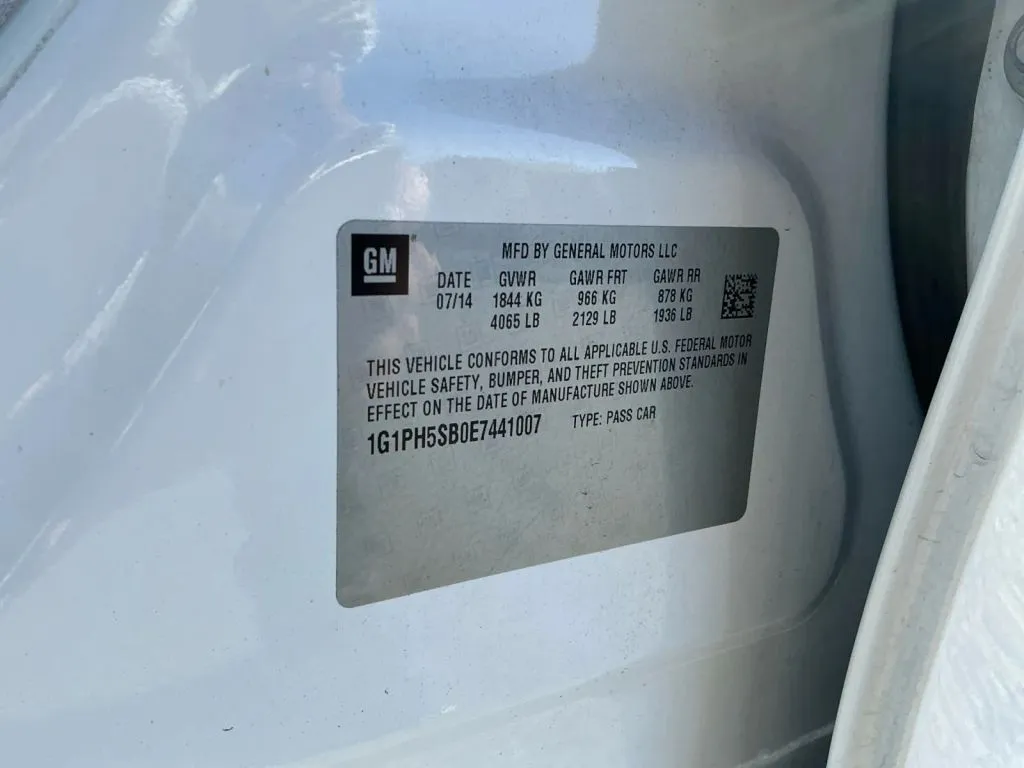 GM
MFD BY GENERAL MOTORS LLC
DATE GVWR GAWR FRT GAWR RR
07/14 1844 KG 966 KG 878 KG
4065 LB 2129 LB 1936 LB
THIS VEHICLE CONFORMS TO ALL APPLICABLE U.S. FEDERAL MOTOR
VEHICLE SAFETY, BUMPER, AND THEFT PREVENTION STANDARDS IN
EFFECT ON THE DATE OF MANUFACTURE SHOWN ABOVE.
1G1PH5SB0E7441007 TYPE: PASS CAR